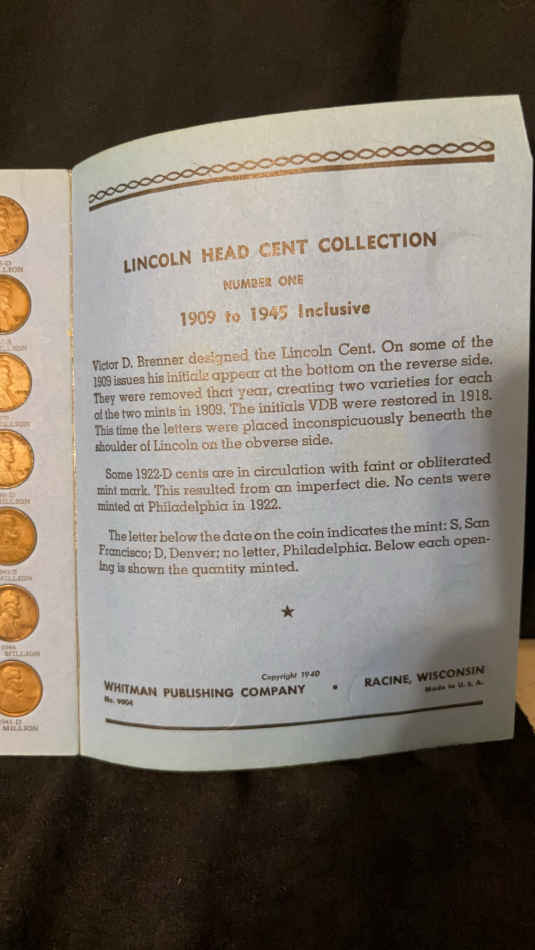 LLION
MILLION
MILLION
MILLION
LINCOLN HEAD CENT COLLECTION
NUMBER ONE
1909 to 1945 Inclusive
Victor D. Brenner designed the Lincoln Cent. On some of the
1909 issues his initials appear at the bottom on the reverse side.
They were removed that year, creating two varieties for each
of the two mints in 1909. The initials VDB were restored in 1918.
This time the letters were placed inconspicuously beneath the
shoulder of Lincoln on the obverse side.
Some 1922-D cents are in circulation with faint or obliterated
mint mark. This resulted from an imperfect die. No cents were
minted at Philadelphia in 1922.
The letter below the date on the coin indicates the mint: S, San
Francisco; D, Denver; no letter, Philadelphia. Below each open-
ing is shown the quantity minted.
Copyright 1940
WHITMAN PUBLISHING COMPANY • RACINE, WISCONSIN
No. 9004 Made in U. S. A.